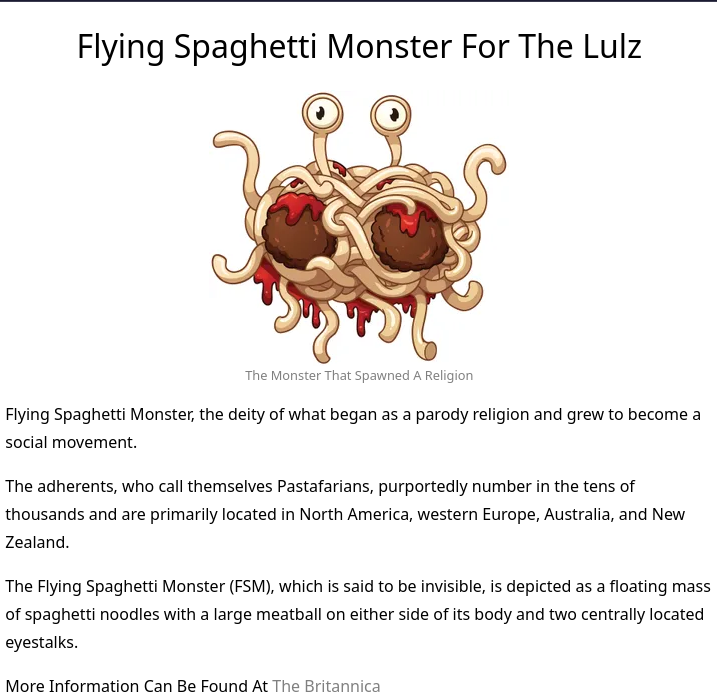 Flying Spaghetti Monster For The Lulz
The Monster That Spawned A Religion
Flying Spaghetti Monster, the deity of what began as a parody religion and grew to become a
social movement.
The adherents, who call themselves Pastafarians, purportedly number in the tens of
thousands and are primarily located in North America, western Europe, Australia, and New
Zealand.
The Flying Spaghetti Monster (FSM), which is said to be invisible, is depicted as a floating mass
of spaghetti noodles with a large meatball on either side of its body and two centrally located
eyestalks.
More Information Can Be Found At The Britannica